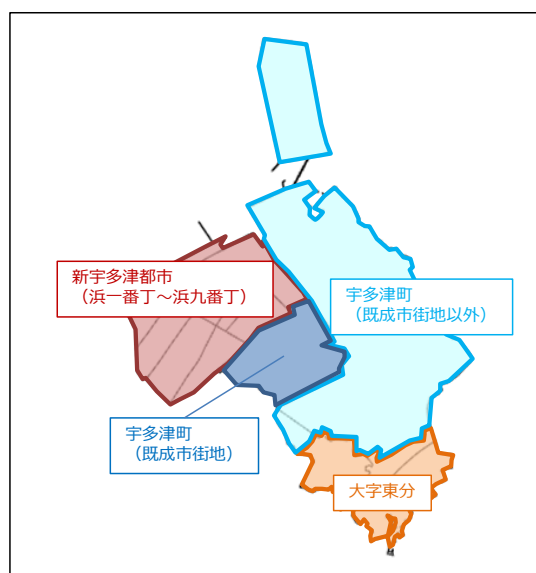 新宇多津都市
（浜一番丁～浜九番丁）
宇多津町
（既成市街地以外）
宇多津町
（既成市街地）
大字東分